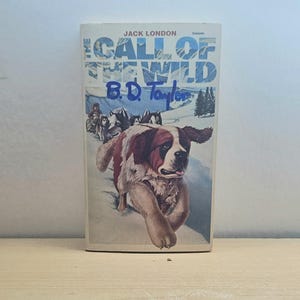 JACK LONDON
THE
CALL OF
THE WILD
B. D. Taylor